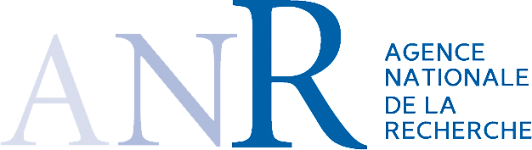 ANR
AGENCE
NATIONALE
DE LA
RECHERCHE